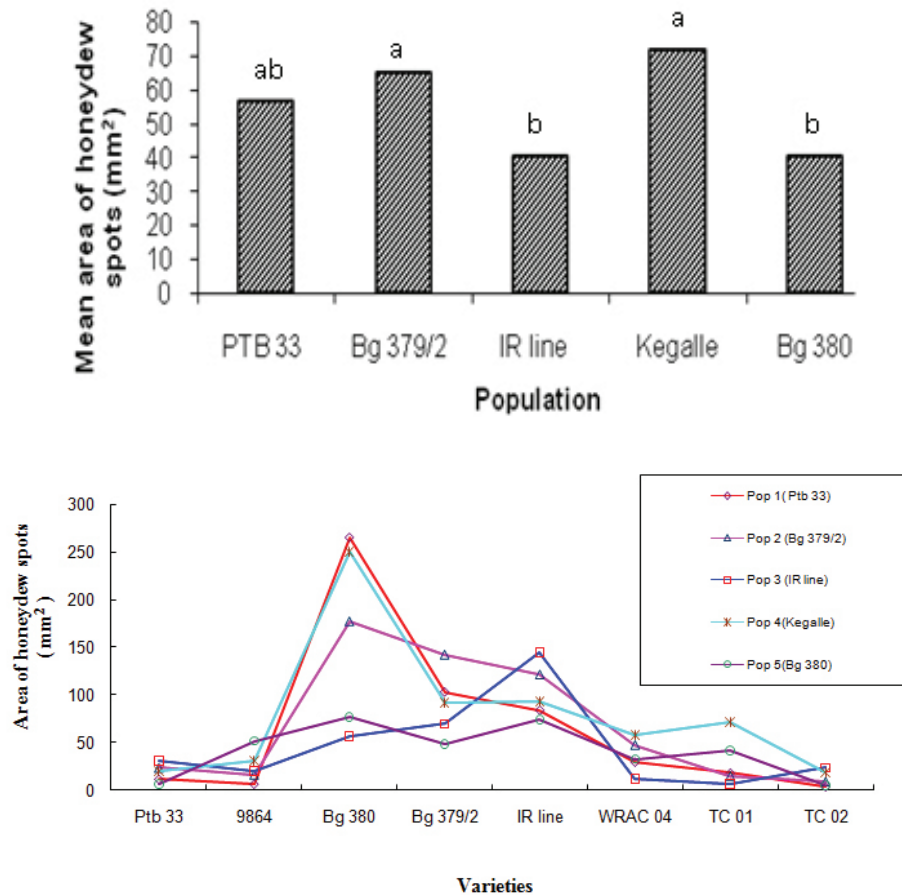 80
70
60
50
40
30
20
10
0
Mean area of honeydew
spots (mm²)
ab
a
b
a
b
PTB 33 Bg 379/2 IR line Kegalle Bg 380
Population
300
250
200
150
100
50
0
Area of honeydew spots
(mm²)
Pop 1( Ptb 33)
Pop 2 (Bg 379/2)
Pop 3 (IR line)
Pop 4(Kegalle)
Pop 5(Bg 380)
Ptb 33 9864 Bg 380 Bg 379/2 IR line WRAC 04 TC 01 TC 02
Varieties